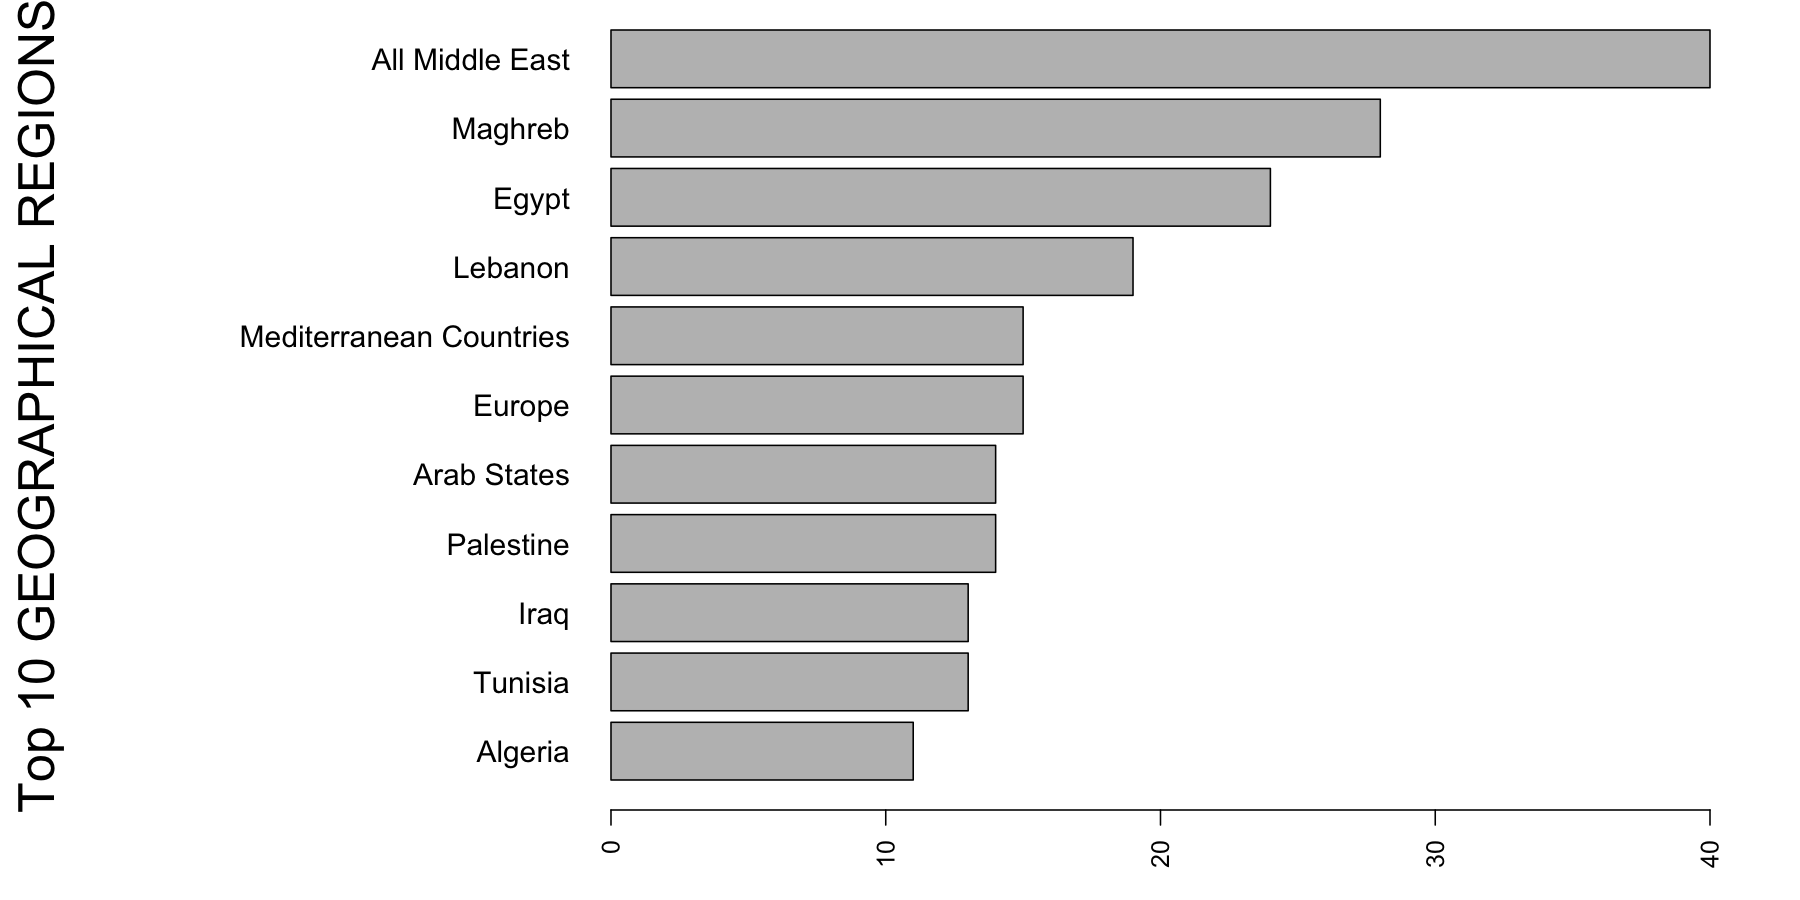 Top 10 GEOGRAPHICAL REGIONS
All Middle East
Maghreb
Egypt
Lebanon
Mediterranean Countries
Europe
Arab States
Palestine
Iraq
Tunisia
Algeria
0
10
20
30
40